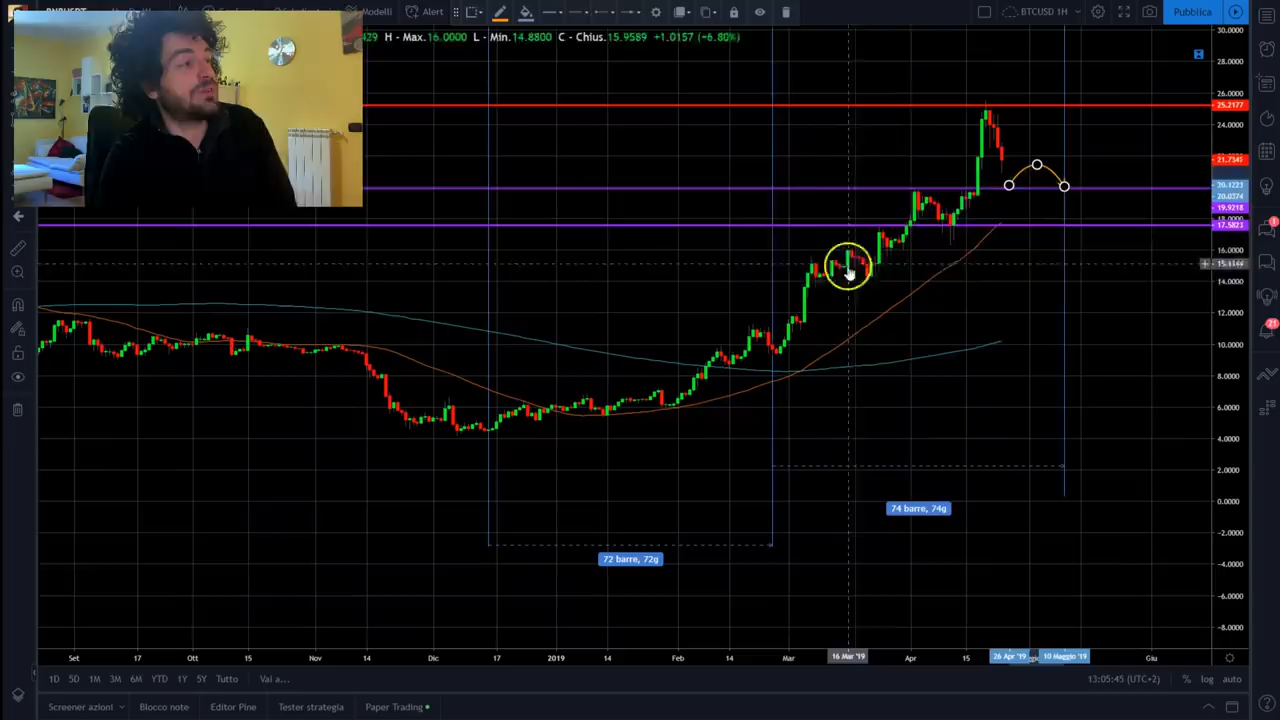 Modelli
Alert
BTCUSD 1H
Pubblica
H - Max.16.0000 L - Min.14.8800 C - Chius.15.9589 +1.0157 (+6.80%)
30.0000
28.0000
26.0000
25.2177
24.0000
21.7341
20.1223
20.0374
19.9218
17.5823
16.0000
14.0000
12.0000
10.0000
8.0000
6.0000
4.0000
2.0000
0.0000
-2.0000
-4.0000
-6.0000
-8.0000
74 barre, 74g
72 barre, 72g
Set 17 Ott 15 Nov 14 Dic 17 2019 14 Feb 14 Mar 16 Mar '19 Apr 15 26 Apr '19 10 Maggio '19 Giu
1D 5D 1M 3M 6M YTD 1Y 5Y Tutto Vai a... 13:05:45 (UTC+2) % log auto
Screener azioni Blocco note Editor Pine Tester strategia Paper Trading